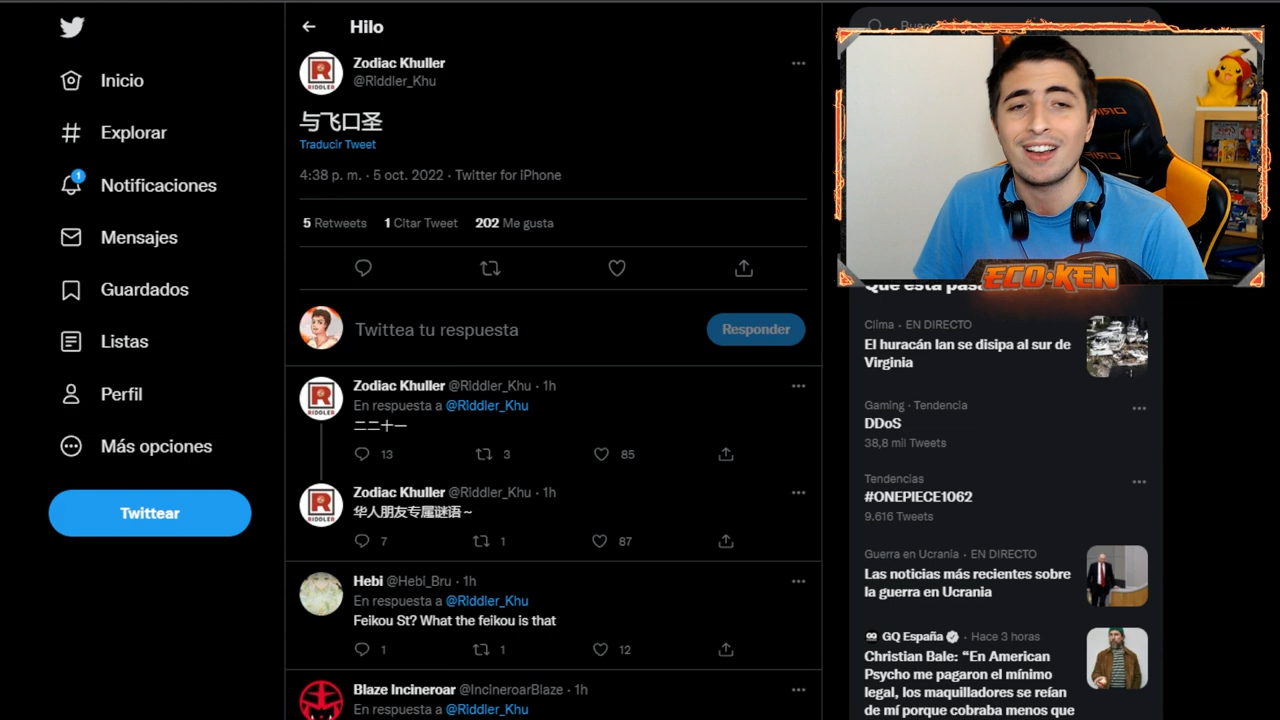 Inicio
Explorar
1
Notificaciones
Mensajes
Guardados
Listas
Perfil
Más opciones
Twittear
Hilo
Zodiac Khuller
@Riddler_Khu
与飞口圣
Traducir Tweet
4:38 p. m. · 5 oct. 2022 · Twitter for iPhone
5 Retweets 1 Citar Tweet 202 Me gusta
Twittea tu respuesta
Responder
Zodiac Khuller @Riddler_Khu · 1h
En respuesta a @Riddler_Khu
二二十一
13 3 85
Zodiac Khuller @Riddler_Khu · 1h
华人朋友专属谜语~
7 1 87
Hebi @Hebi_Bru · 1h
En respuesta a @Riddler_Khu
Feikou St? What the feikou is that
1 1 12
Blaze Incineroar @IncineroarBlaze · 1h
En respuesta a @Riddler_Khu
RIDDLER
RIDDLER
RIDDLER
ECO·KEN
Qué está pasa
Clima · EN DIRECTO
El huracán Ian se disipa al sur de
Virginia
Gaming · Tendencia
DDoS
38,8 mil Tweets
Tendencias
#ONEPIECE1062
9.616 Tweets
Guerra en Ucrania · EN DIRECTO
Las noticias más recientes sobre
la guerra en Ucrania
GQ España · Hace 3 horas
Christian Bale: “En American
Psycho me pagaron el mínimo
legal, los maquilladores se reían
de mí porque cobraba menos que